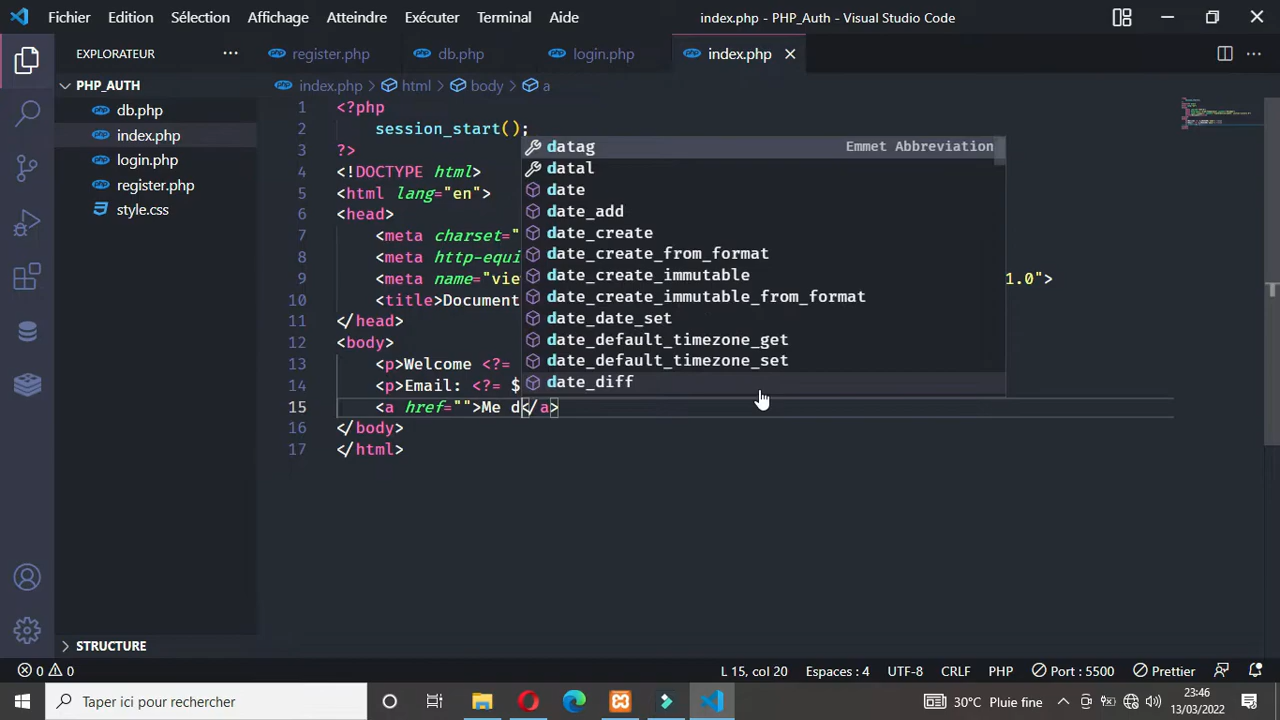 Fichier Edition Sélection Affichage Atteindre Exécuter Terminal Aide index.php - PHP_Auth - Visual Studio Code
EXPLORATEUR ··· register.php db.php login.php index.php
PHP_AUTH
index.php > html > body > a
db.php
index.php
login.php
register.php
style.css
1 <?php
2 session_start();
3 ?>
4 <!DOCTYPE html>
5 <html lang="en">
6 <head>
7 <meta charset="
8 <meta http-equi
9 <meta name="vie 1.0">
10 <title>Document
11 </head>
12 <body>
13 <p>Welcome <?=
14 <p>Email: <?= $
15 <a href="">Me d</a>
16 </body>
17 </html>
datag Emmet Abbreviation
datal
date
date_add
date_create
date_create_from_format
date_create_immutable
date_create_immutable_from_format
date_date_set
date_default_timezone_get
date_default_timezone_set
date_diff
STRUCTURE
0 0 L 15, col 20 Espaces : 4 UTF-8 CRLF PHP Port : 5500 Prettier
Taper ici pour rechercher 30°C Pluie fine 23:46
13/03/2022